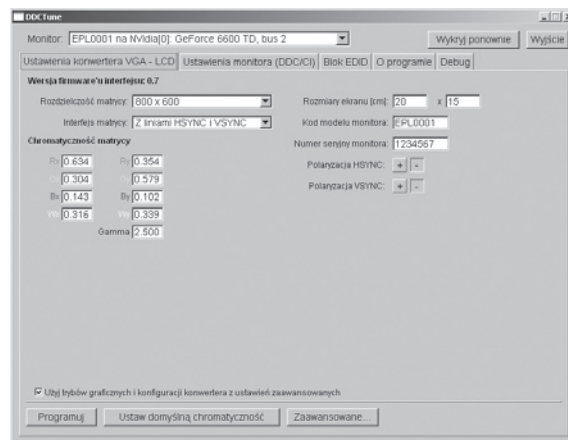 DDCTune
Monitor: EPL0001 na NVidia[0]: GeForce 6600 TD, bus 2
Wykryj ponownie
Wyjście
Ustawienia konwertera VGA - LCD
Ustawienia monitora (DDC/CI)
Blok EDID
O programie
Debug
Wersja firmware'u interfejsu: 0.7
Rozdzielczość matrycy: 800 x 600
Interfejs matrycy: Z liniami HSYNC i VSYNC
Chromatyczność matrycy
Rx 0.634 Ry 0.354
0.304 0.579
Bx 0.143 By 0.102
0.316 0.339
Gamma 2.500
Rozmiary ekranu [cm]: 20 x 15
Kod modelu monitora: EPL0001
Numer seryjny monitora: 1234567
Polaryzacja HSYNC: + -
Polaryzacja VSYNC: + -
Użyj trybów graficznych i konfiguracji konwertera z ustawień zaawansowanych
Programuj
Ustaw domyślną chromatyczność
Zaawansowane...